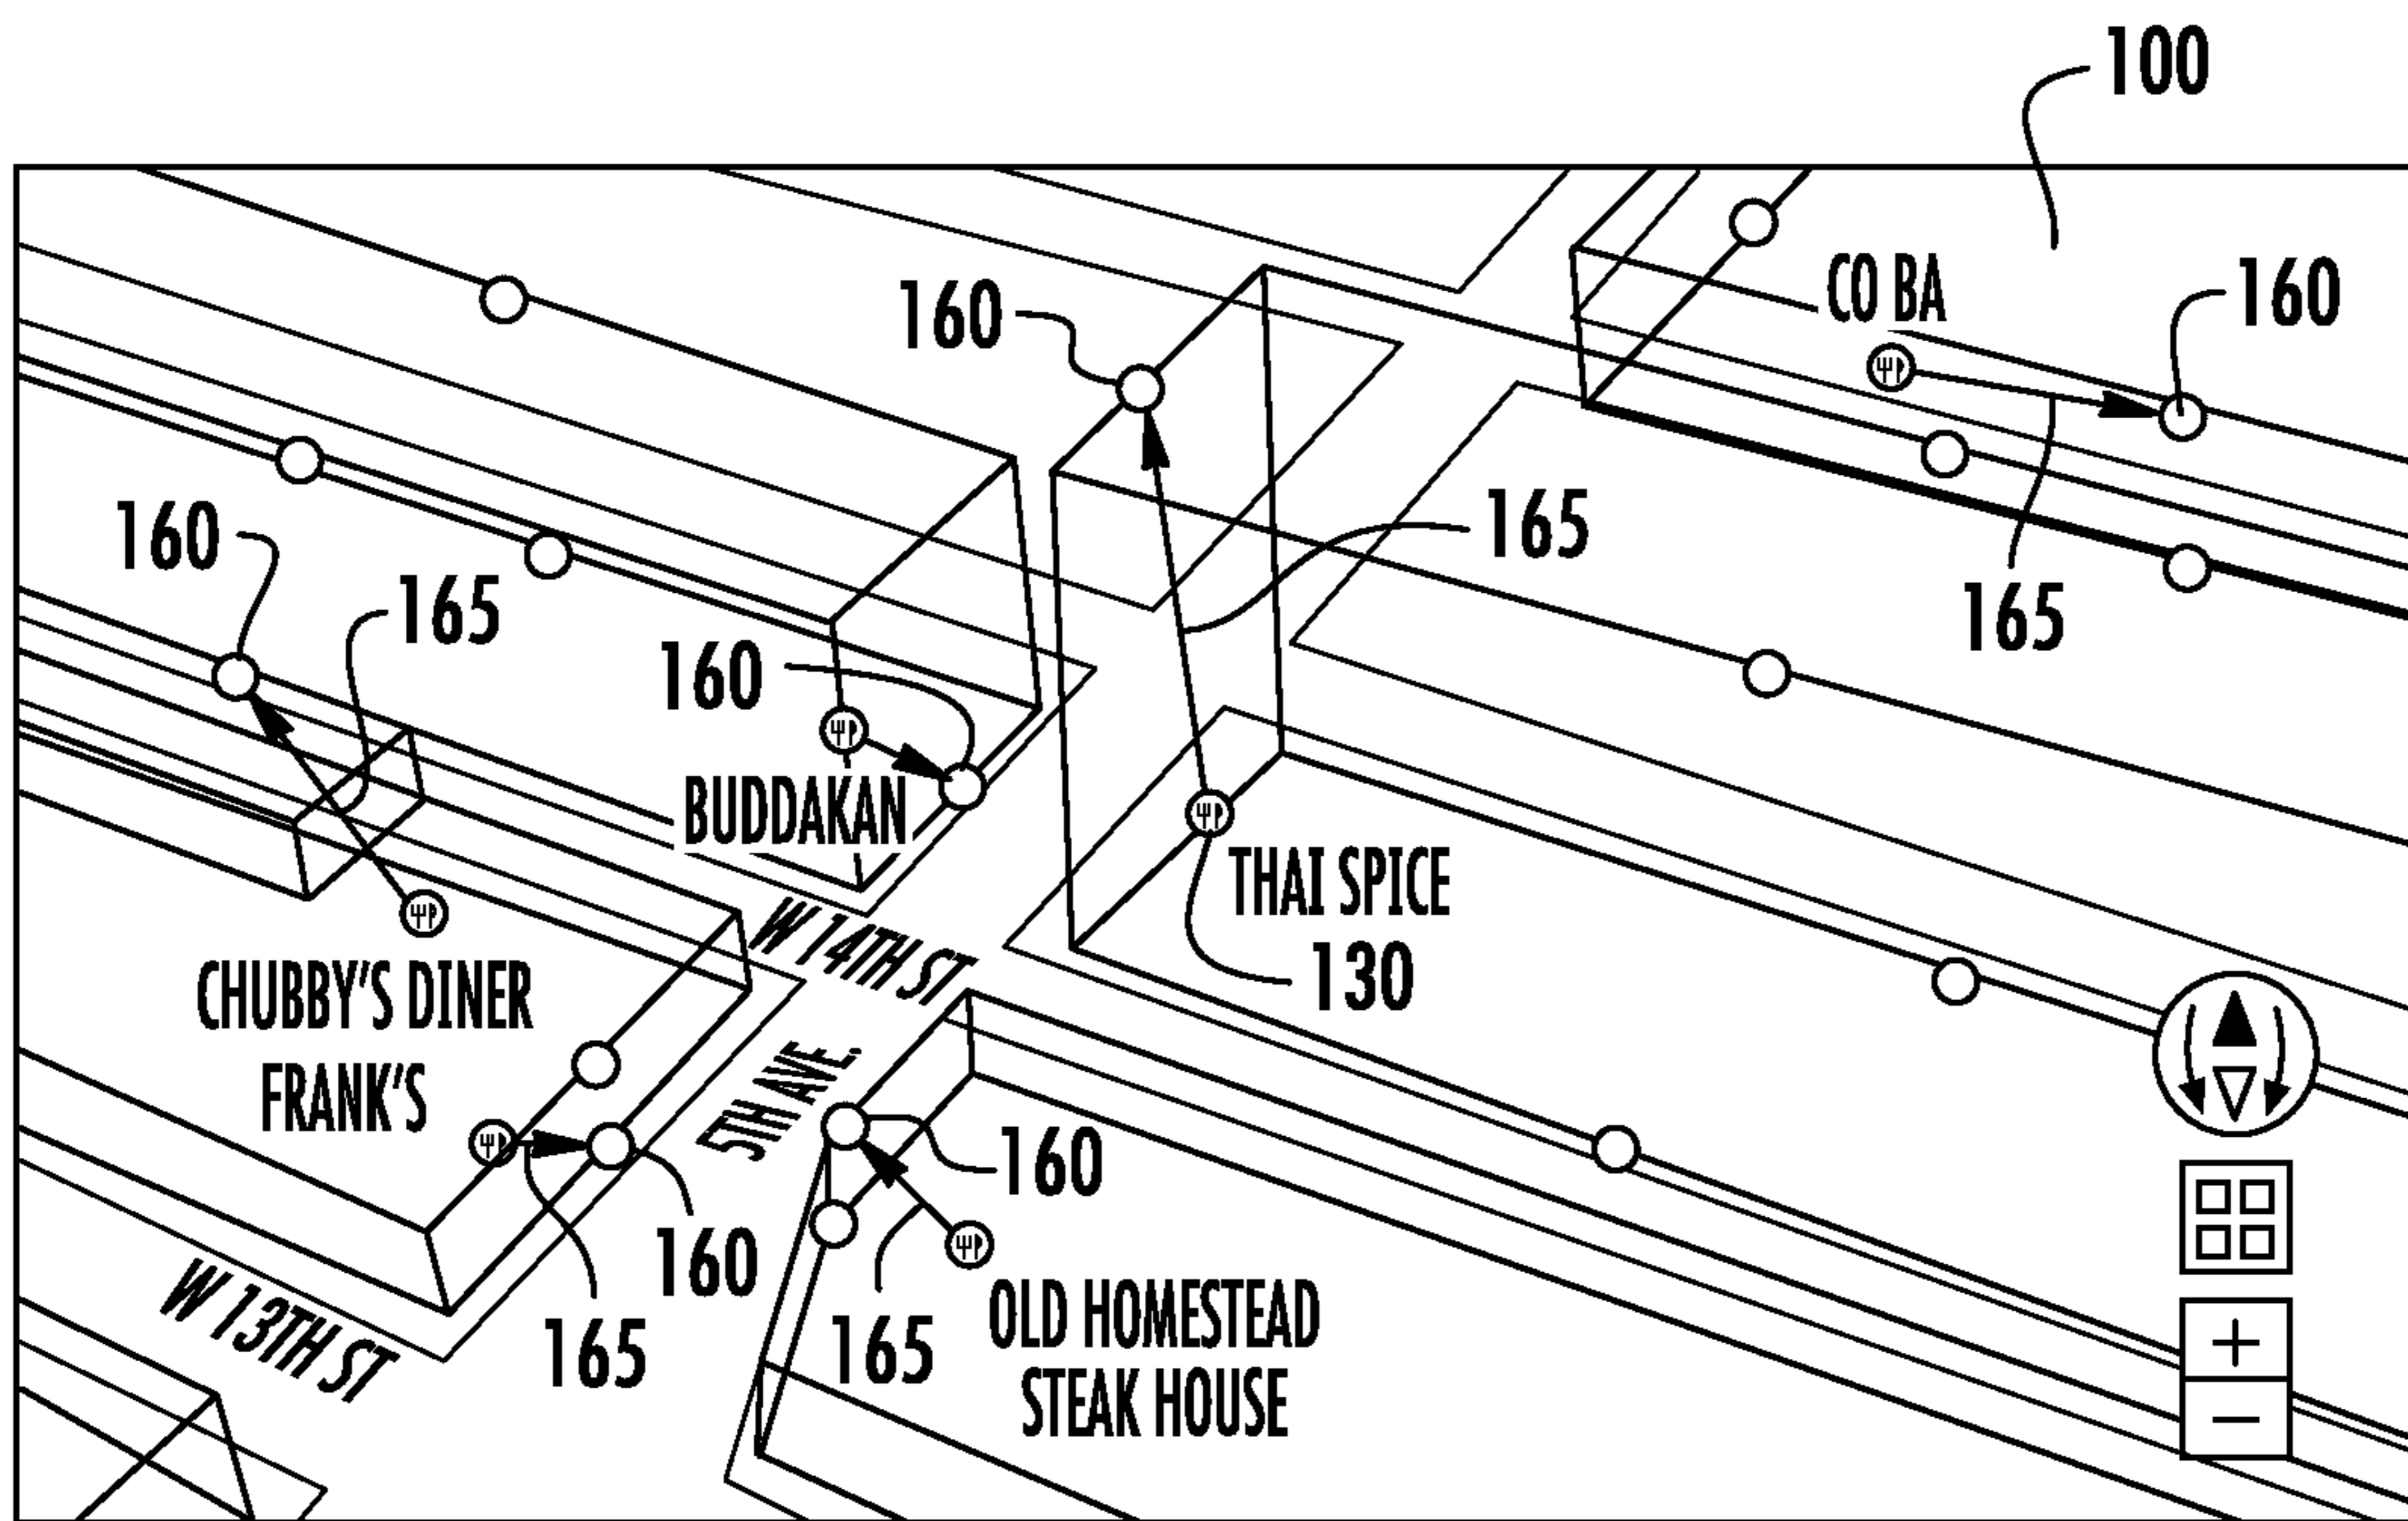 100
CO BA
160
160
165
160
165
165
160
BUDDAKAN
THAI SPICE
130
W 14TH ST
CHUBBY'S DINER
FRANK'S
5TH AVE.
160
160
165
165
W 13TH ST
OLD HOMESTEAD
STEAK HOUSE
+
−